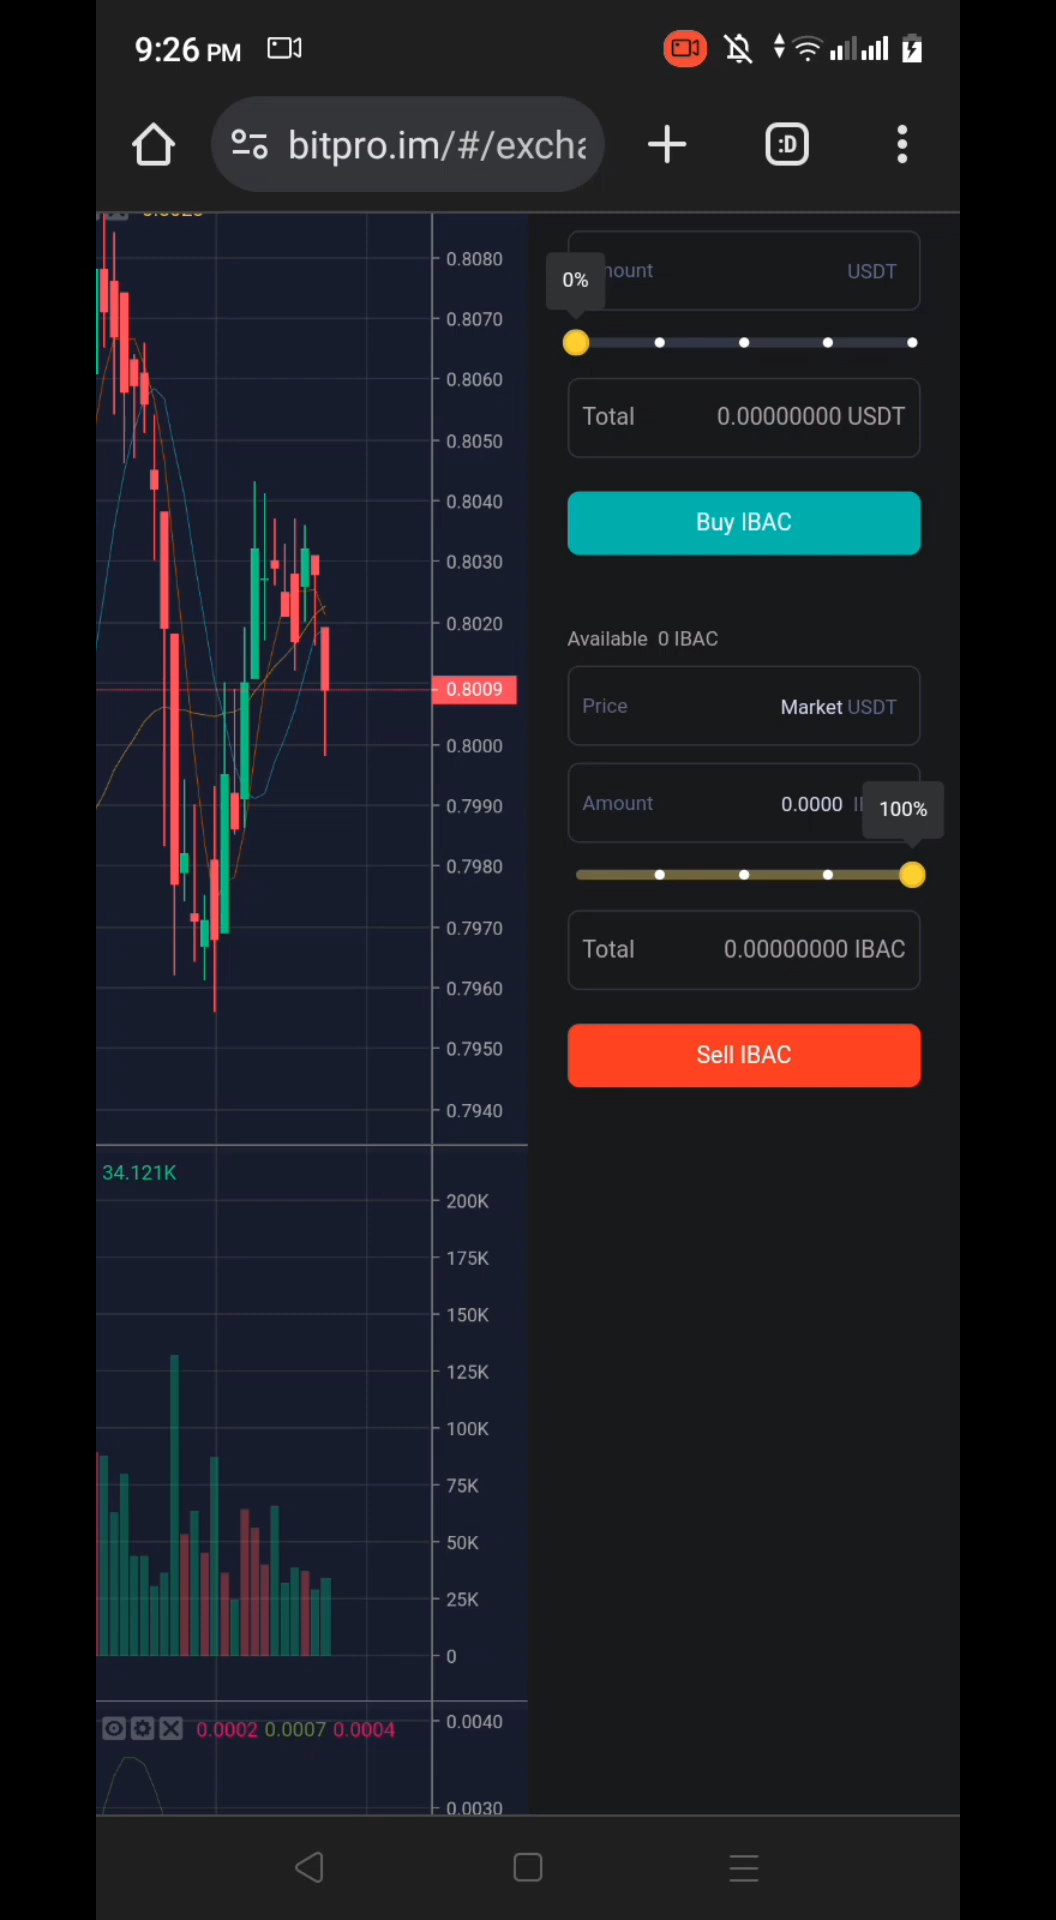 9:26 PM
bitpro.im/#/excha
:D
0.8080
0.8070
0.8060
0.8050
0.8040
0.8030
0.8020
0.8009
0.8000
0.7990
0.7980
0.7970
0.7960
0.7950
0.7940
34.121K
200K
175K
150K
125K
100K
75K
50K
25K
0
0.0002 0.0007 0.0004
0.0040
0.0030
mount USDT
0%
Total 0.00000000 USDT
Buy IBAC
Available 0 IBAC
Price Market USDT
Amount 0.0000
100%
Total 0.00000000 IBAC
Sell IBAC